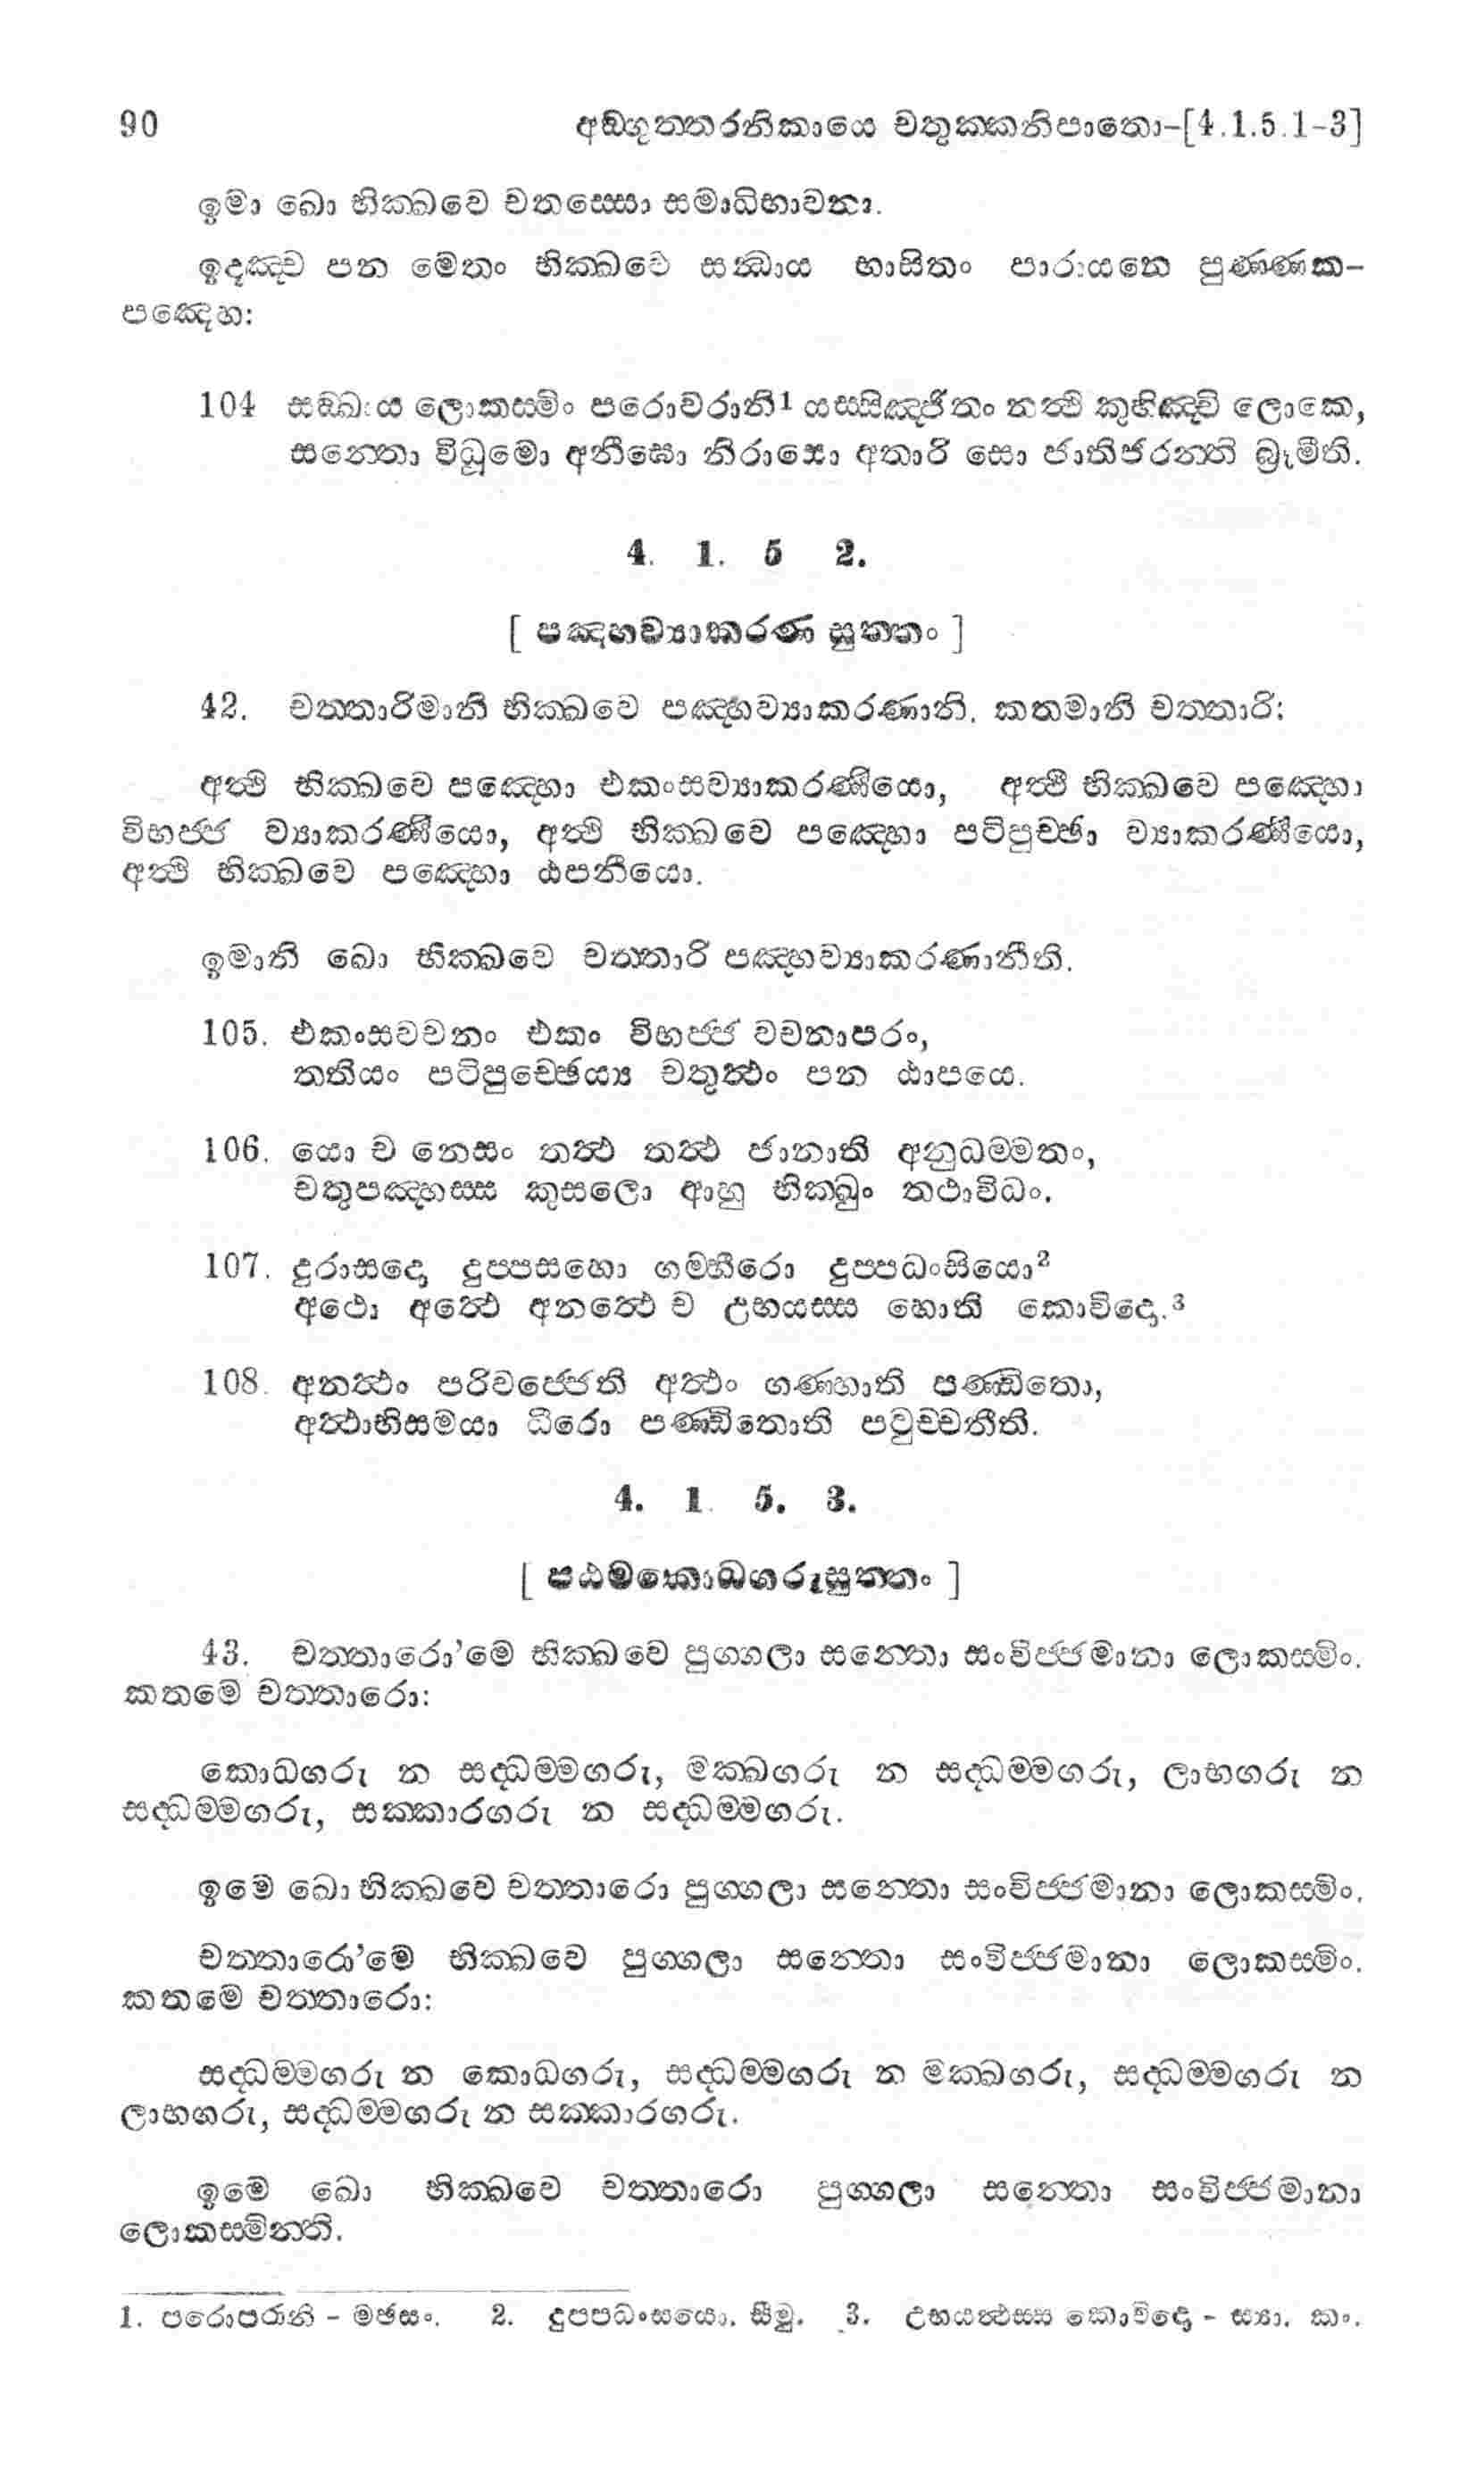 90 අඞ්ගුත්තරනිකායෙ චතුක්කනිපාතො-[4.1.5.1-3]
ඉමා ඛො භික්ඛවෙ චතස්සො සමාධිභාවනා.
ඉදඤ්ච පන මෙතං භික්ඛවෙ සන්ධාය භාසිතං පාරායනෙ පුණ්ණක-
පඤ්හෙ:
104 සඞ්ඛාය ලොකස්මිං පරොවරානි1 යස්සිඤ්ජිතං නත්ථි කුහිඤ්චි ලොකෙ,
සන්තො විධූමො අනීඝො නිරාසො අතාරි සො ජාතිජරන්ති බ්‍රෑමීති.
4. 1. 5 2.
[ පඤ්හව්‍යාකරණ සුත්තං ]
42. චත්තාරිමානි භික්ඛවෙ පඤ්හව්‍යාකරණානි. කතමානි චත්තාරි:
අත්ථි භික්ඛවෙ පඤ්හො එකංසව්‍යාකරණීයො, අත්ථි භික්ඛවෙ පඤ්හො
විභජ්ජ ව්‍යාකරණීයො, අත්ථි භික්ඛවෙ පඤ්හො පටිපුච්ඡා ව්‍යාකරණීයො,
අත්ථි භික්ඛවෙ පඤ්හො ඨපනීයො.
ඉමානි ඛො භික්ඛවෙ චත්තාරි පඤ්හව්‍යාකරණානීති.
105. එකංසවචනං එකං විභජ්ජ වචනාපරං,
තතියං පටිපුච්ඡෙය්‍ය චතුත්ථං පන ඨාපයෙ.
106. යො ච නෙසං තත්ථ තත්ථ ජානාති අනුධම්මතං,
චතුපඤ්හස්ස කුසලො ආහු භික්ඛුං තථාවිධං.
107. දුරාසදො දුප්පසහො ගම්භීරො දුප්පධංසියො2
අථො අත්ථෙ අනත්ථෙ ච උභයස්ස හොති කොවිදො.3
108. අනත්ථං පරිවජ්ජෙති අත්ථං ගණ්හාති පණ්ඩිතො,
අත්ථාභිසමයා ධීරො පණ්ඩිතොති පවුච්චතීති.
4. 1. 5. 3.
[ පඨමකොධගරුසුත්තං ]
43. චත්තාරො'මෙ භික්ඛවෙ පුග්ගලා සන්තො සංවිජ්ජමානා ලොකස්මිං.
කතමෙ චත්තාරො:
කොධගරු න සද්ධම්මගරු, මක්ඛගරු න සද්ධම්මගරු, ලාභගරු න
සද්ධම්මගරු, සක්කාරගරු න සද්ධම්මගරු.
ඉමෙ ඛො භික්ඛවෙ චත්තාරො පුග්ගලා සන්තො සංවිජ්ජමානා ලොකස්මිං.
චත්තාරො'මෙ භික්ඛවෙ පුග්ගලා සන්තො සංවිජ්ජමානා ලොකස්මිං.
කතමෙ චත්තාරො:
සද්ධම්මගරු න කොධගරු, සද්ධම්මගරු න මක්ඛගරු, සද්ධම්මගරු න
ලාභගරු, සද්ධම්මගරු න සක්කාරගරු.
ඉමෙ ඛො භික්ඛවෙ චත්තාරො පුග්ගලා සන්තො සංවිජ්ජමානා
ලොකස්මින්ති.
1. පරොපරානි - මඡසං. 2. දුප්පධංසයො. සීමු. 3. උභයත්ථස්ස කොවිදො - ස්‍යා. කං.